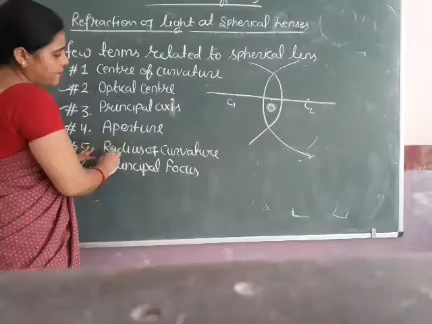 Refraction of light at Spherical Lenses
few terms related to spherical lens
#1 Centre of curvature
#2 Optical centre
#3. Principal axis
#4. Aperture
5. Radius of curvature
Principal Focus
C₁
C₂